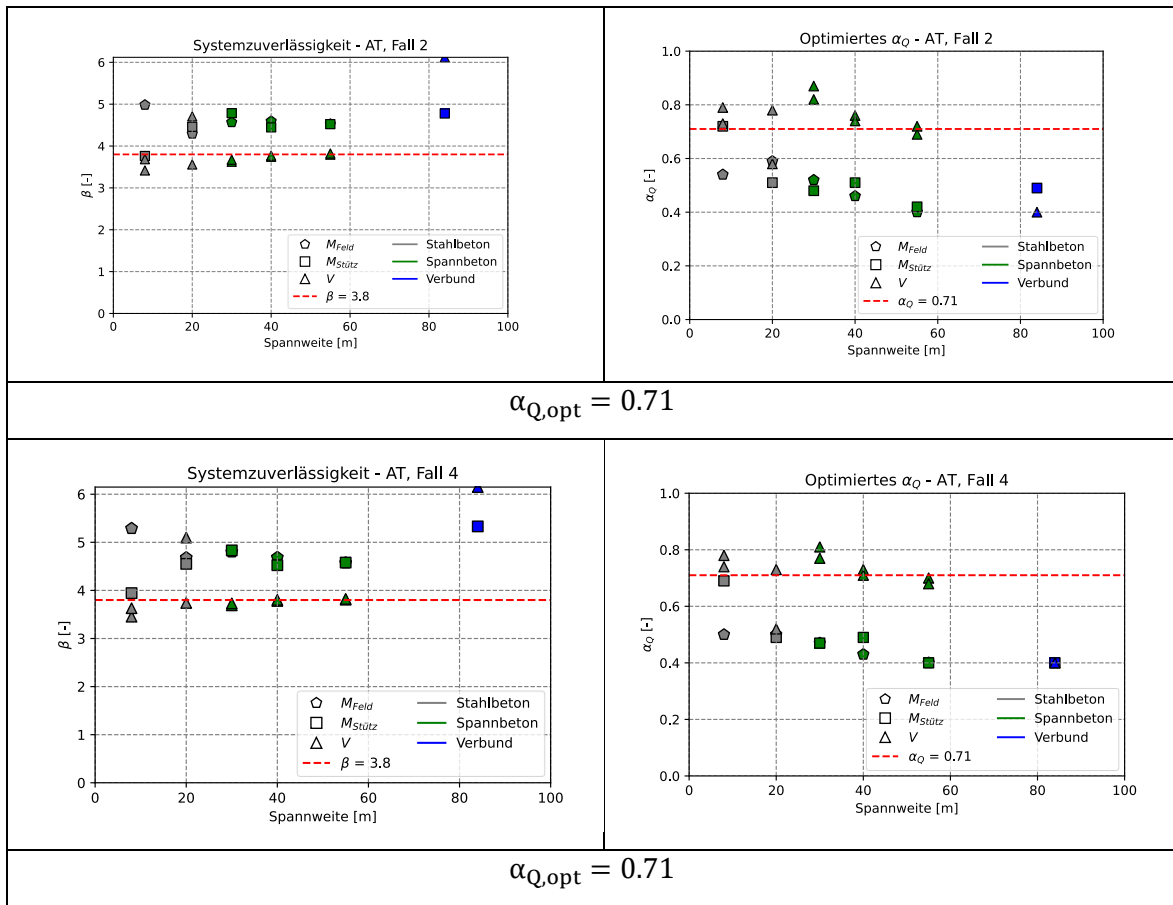 Systemzuverlässigkeit - AT, Fall 2
6
5
4
3
2
1
0
β [-]
0 20 40 60 80 100
Spannweite [m]
M_Feld
M_Stütz
V
β = 3.8
Stahlbeton
Spannbeton
Verbund
Optimiertes α_Q - AT, Fall 2
1.0
0.8
0.6
0.4
0.2
0.0
α_Q [-]
0 20 40 60 80 100
Spannweite [m]
M_Feld
M_Stütz
V
α_Q = 0.71
Stahlbeton
Spannbeton
Verbund
α_Q,opt = 0.71
Systemzuverlässigkeit - AT, Fall 4
6
5
4
3
2
1
0
β [-]
0 20 40 60 80 100
Spannweite [m]
M_Feld
M_Stütz
V
β = 3.8
Stahlbeton
Spannbeton
Verbund
Optimiertes α_Q - AT, Fall 4
1.0
0.8
0.6
0.4
0.2
0.0
α_Q [-]
0 20 40 60 80 100
Spannweite [m]
M_Feld
M_Stütz
V
α_Q = 0.71
Stahlbeton
Spannbeton
Verbund
α_Q,opt = 0.71